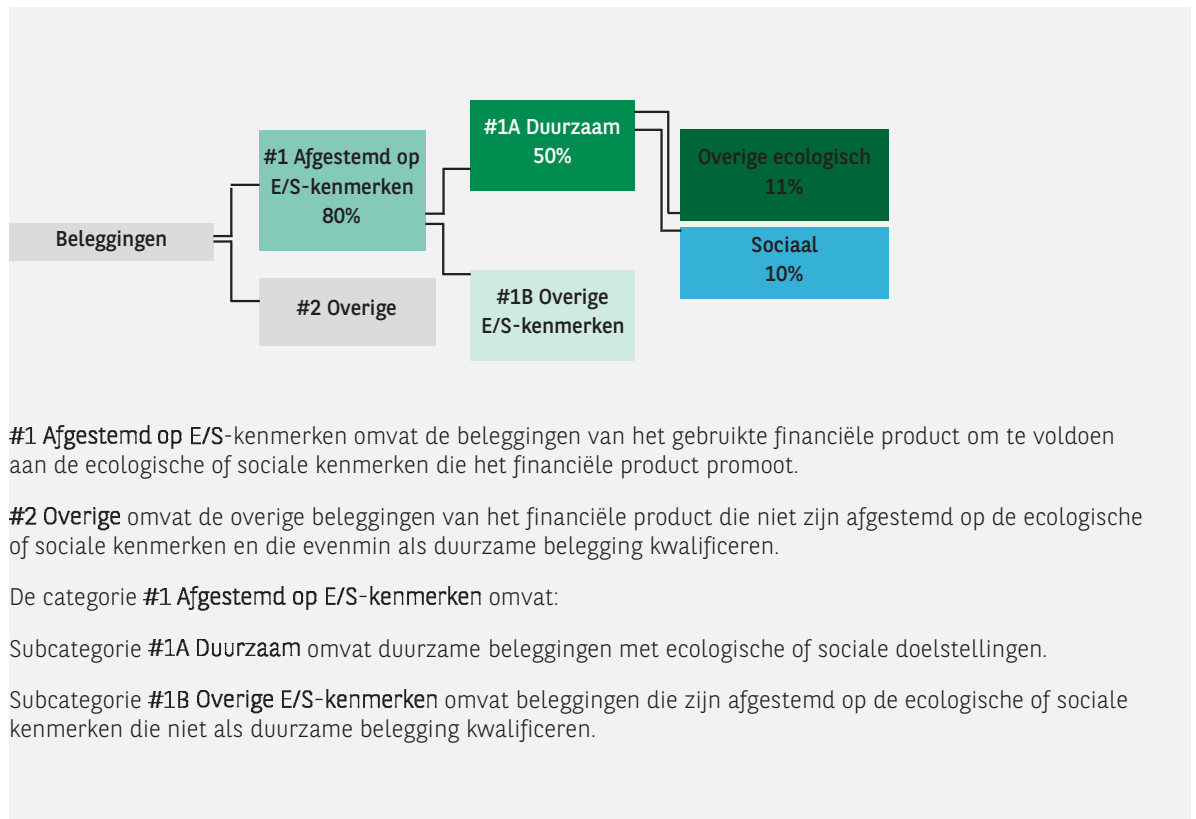 Beleggingen
#1 Afgestemd op
E/S-kenmerken
80%
#2 Overige
#1A Duurzaam
50%
#1B Overige
E/S-kenmerken
Overige ecologisch
11%
Sociaal
10%
#1 Afgestemd op E/S-kenmerken omvat de beleggingen van het gebruikte financiële product om te voldoen
aan de ecologische of sociale kenmerken die het financiële product promoot.
#2 Overige omvat de overige beleggingen van het financiële product die niet zijn afgestemd op de ecologische
of sociale kenmerken en die evenmin als duurzame belegging kwalificeren.
De categorie #1 Afgestemd op E/S-kenmerken omvat:
Subcategorie #1A Duurzaam omvat duurzame beleggingen met ecologische of sociale doelstellingen.
Subcategorie #1B Overige E/S-kenmerken omvat beleggingen die zijn afgestemd op de ecologische of sociale
kenmerken die niet als duurzame belegging kwalificeren.